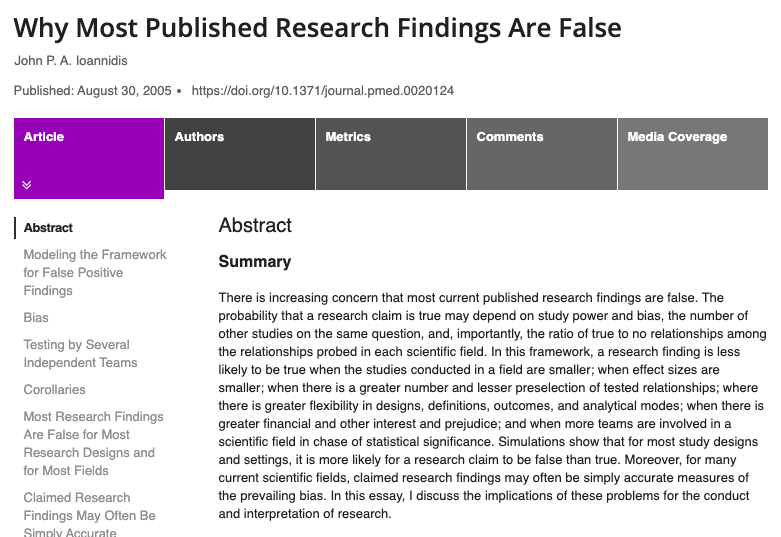 Why Most Published Research Findings Are False
John P. A. Ioannidis
Published: August 30, 2005 • https://doi.org/10.1371/journal.pmed.0020124
Article
Authors
Metrics
Comments
Media Coverage
Abstract
Modeling the Framework
for False Positive
Findings
Bias
Testing by Several
Independent Teams
Corollaries
Most Research Findings
Are False for Most
Research Designs and
for Most Fields
Claimed Research
Findings May Often Be
Simply Accurate
Abstract
Summary
There is increasing concern that most current published research findings are false. The
probability that a research claim is true may depend on study power and bias, the number of
other studies on the same question, and, importantly, the ratio of true to no relationships among
the relationships probed in each scientific field. In this framework, a research finding is less
likely to be true when the studies conducted in a field are smaller; when effect sizes are
smaller; when there is a greater number and lesser preselection of tested relationships; where
there is greater flexibility in designs, definitions, outcomes, and analytical modes; when there is
greater financial and other interest and prejudice; and when more teams are involved in a
scientific field in chase of statistical significance. Simulations show that for most study designs
and settings, it is more likely for a research claim to be false than true. Moreover, for many
current scientific fields, claimed research findings may often be simply accurate measures of
the prevailing bias. In this essay, I discuss the implications of these problems for the conduct
and interpretation of research.